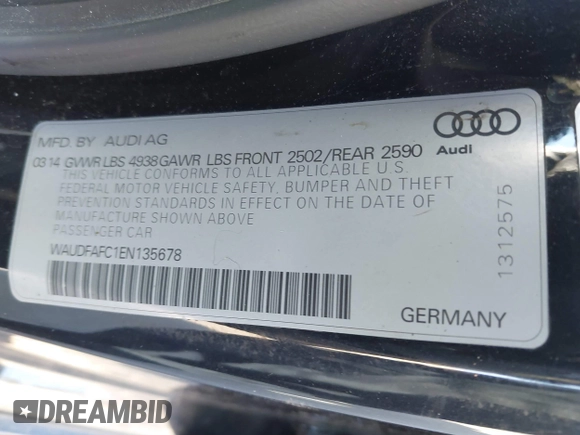 MFD. BY AUDI AG
03 14 GVWR LBS 4938 GAWR LBS FRONT 2502/REAR 2590
THIS VEHICLE CONFORMS TO ALL APPLICABLE U.S.
FEDERAL MOTOR VEHICLE SAFETY, BUMPER AND THEFT
PREVENTION STANDARDS IN EFFECT ON THE DATE OF
MANUFACTURE SHOWN ABOVE
PASSENGER CAR
WAUDFAFC1EN135678
Audi
1312575
GERMANY
DREAMBID